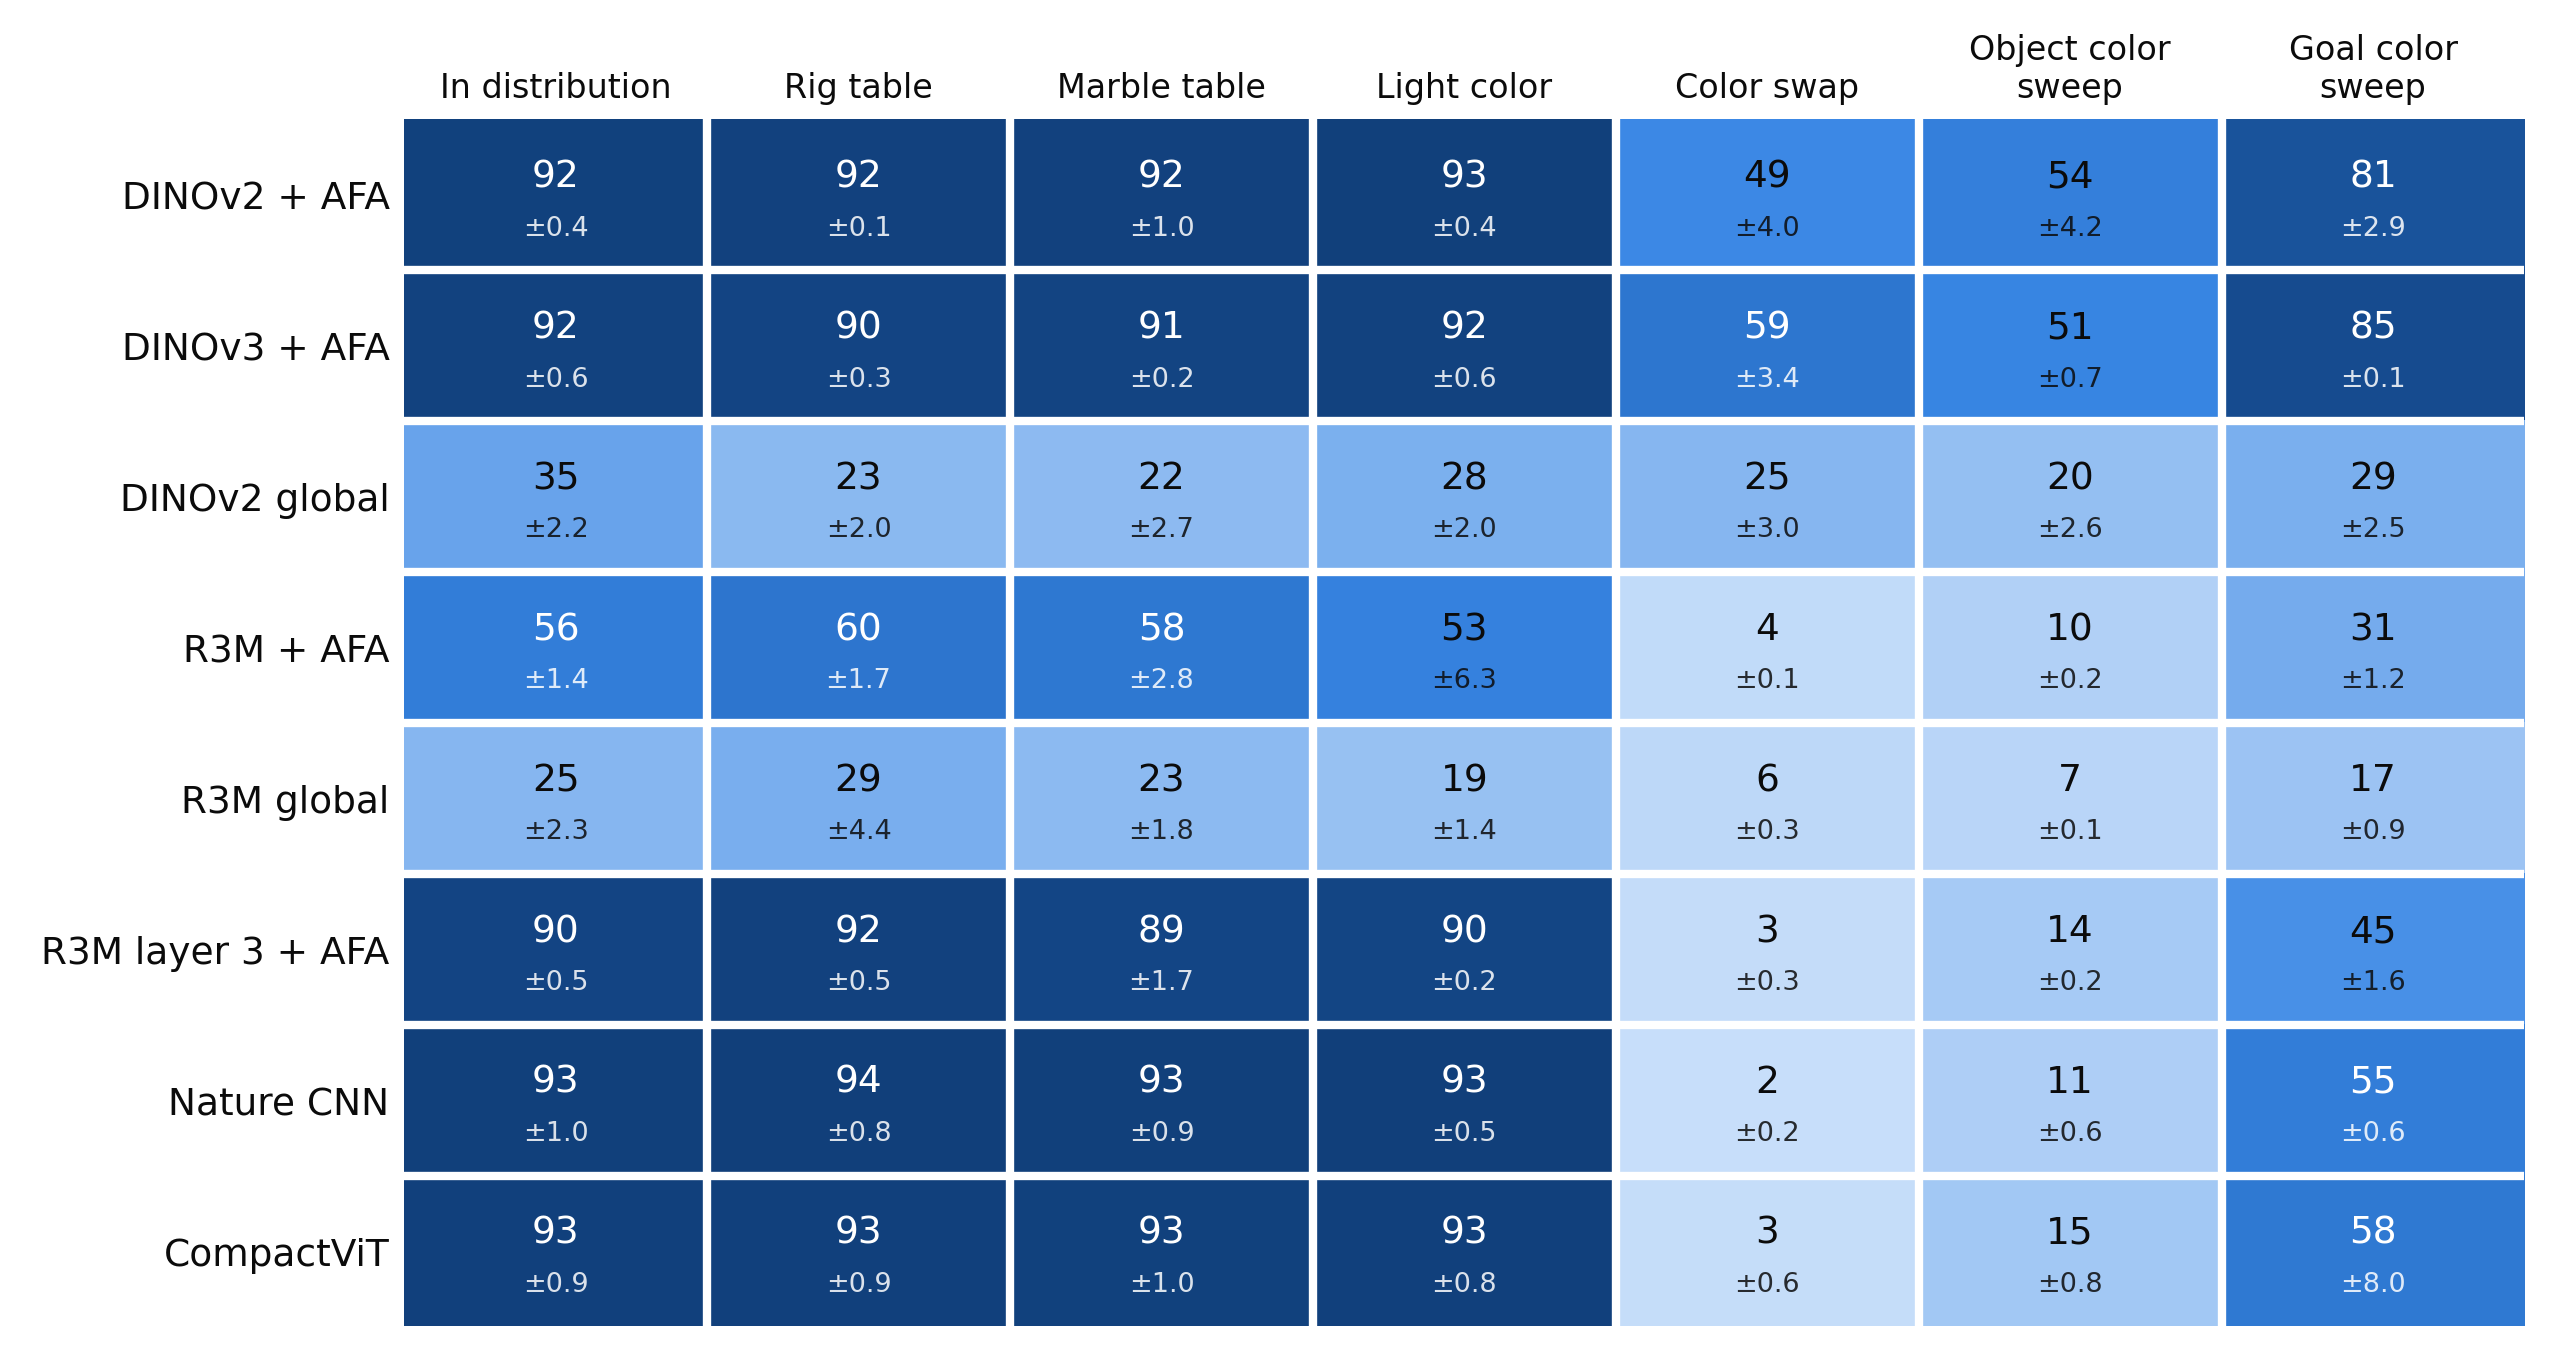 In distribution Rig table Marble table Light color Color swap Object color sweep Goal color sweep
DINOv2 + AFA 92 92 92 93 49 54 81
±0.4 ±0.1 ±1.0 ±0.4 ±4.0 ±4.2 ±2.9
DINOv3 + AFA 92 90 91 92 59 51 85
±0.6 ±0.3 ±0.2 ±0.6 ±3.4 ±0.7 ±0.1
DINOv2 global 35 23 22 28 25 20 29
±2.2 ±2.0 ±2.7 ±2.0 ±3.0 ±2.6 ±2.5
R3M + AFA 56 60 58 53 4 10 31
±1.4 ±1.7 ±2.8 ±6.3 ±0.1 ±0.2 ±1.2
R3M global 25 29 23 19 6 7 17
±2.3 ±4.4 ±1.8 ±1.4 ±0.3 ±0.1 ±0.9
R3M layer 3 + AFA 90 92 89 90 3 14 45
±0.5 ±0.5 ±1.7 ±0.2 ±0.3 ±0.2 ±1.6
Nature CNN 93 94 93 93 2 11 55
±1.0 ±0.8 ±0.9 ±0.5 ±0.2 ±0.6 ±0.6
CompactViT 93 93 93 93 3 15 58
±0.9 ±0.9 ±1.0 ±0.8 ±0.6 ±0.8 ±8.0